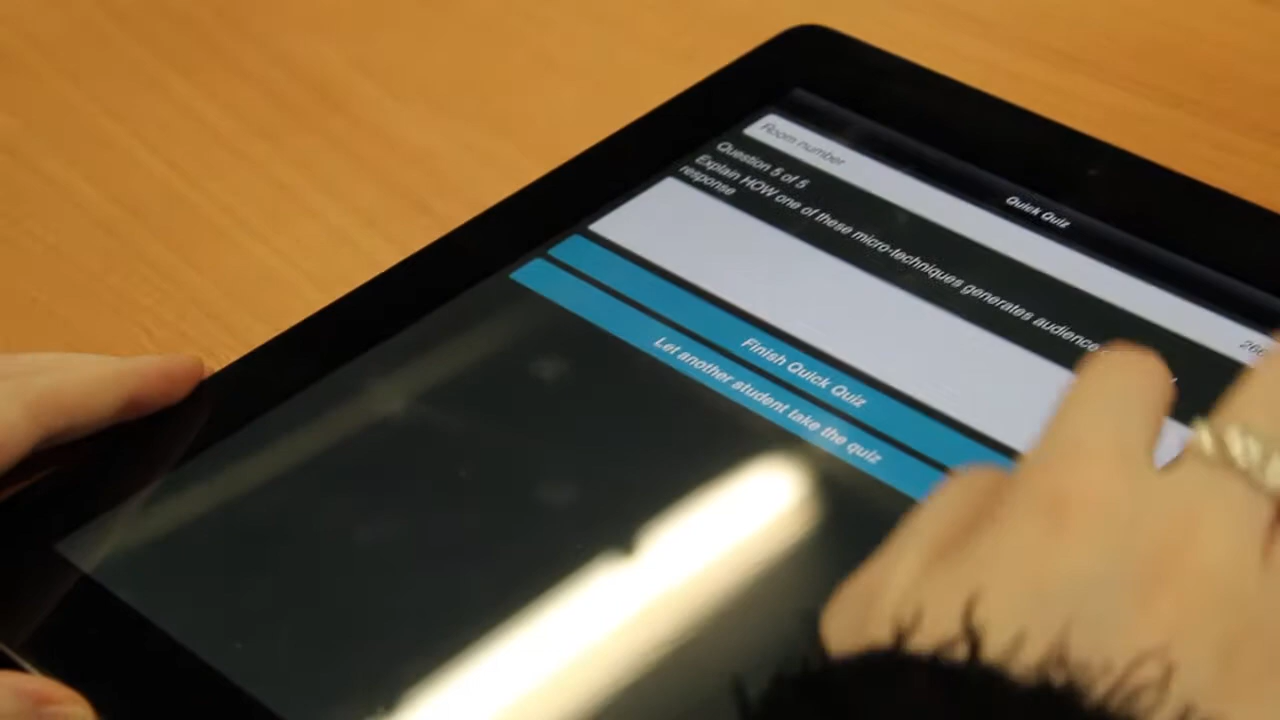 Quick Quiz
Room number
Question 5 of 5
Explain HOW one of these micro-techniques generates audience
response
Finish Quick Quiz
Let another student take the quiz